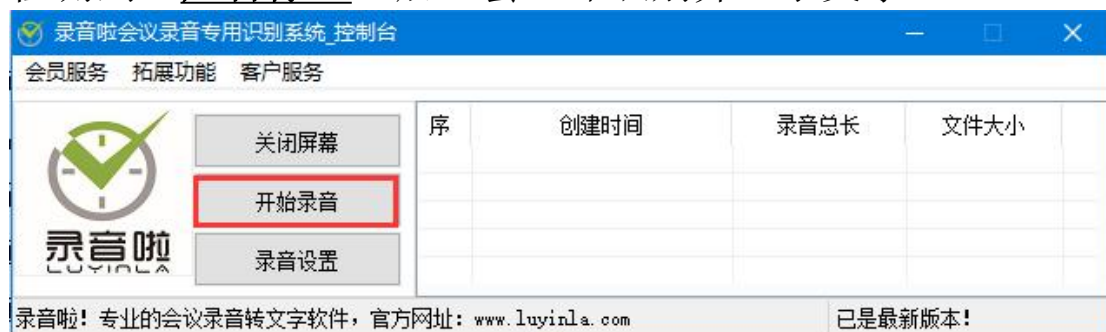 录音啦会议录音专用识别系统_控制台
会员服务 拓展功能 客户服务
序 创建时间 录音总长 文件大小
关闭屏幕
开始录音
录音设置
录音啦
LUYINLA
录音啦!专业的会议录音转文字软件,官方网址:www.luyinla.com 已是最新版本!